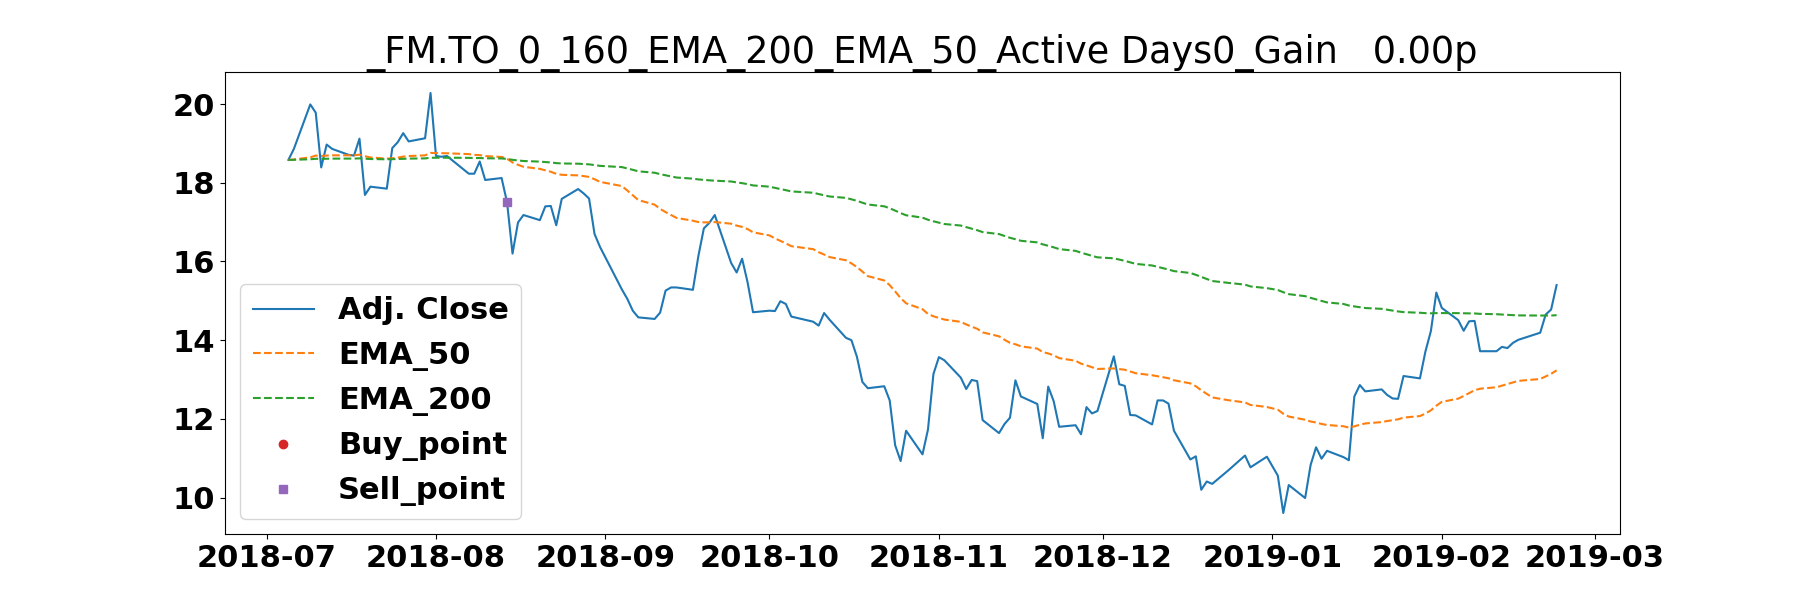 _FM.TO_0_160_EMA_200_EMA_50_Active Days0_Gain   0.00p
20
18
16
14
12
10
Adj. Close
EMA_50
EMA_200
Buy_point
Sell_point
2018-07 2018-08 2018-09 2018-10 2018-11 2018-12 2019-01 2019-02 2019-03